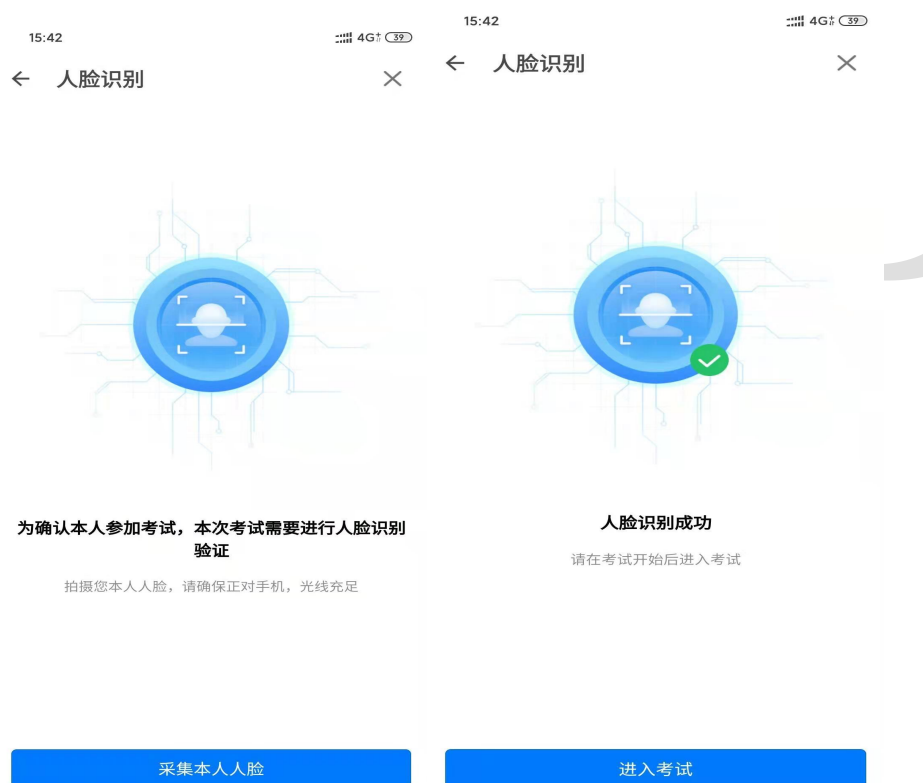 15:42
4G 39
人脸识别
为确认本人参加考试，本次考试需要进行人脸识别
验证
拍摄您本人人脸，请确保正对手机，光线充足
采集本人人脸
15:42
4G 39
人脸识别
人脸识别成功
请在考试开始后进入考试
进入考试